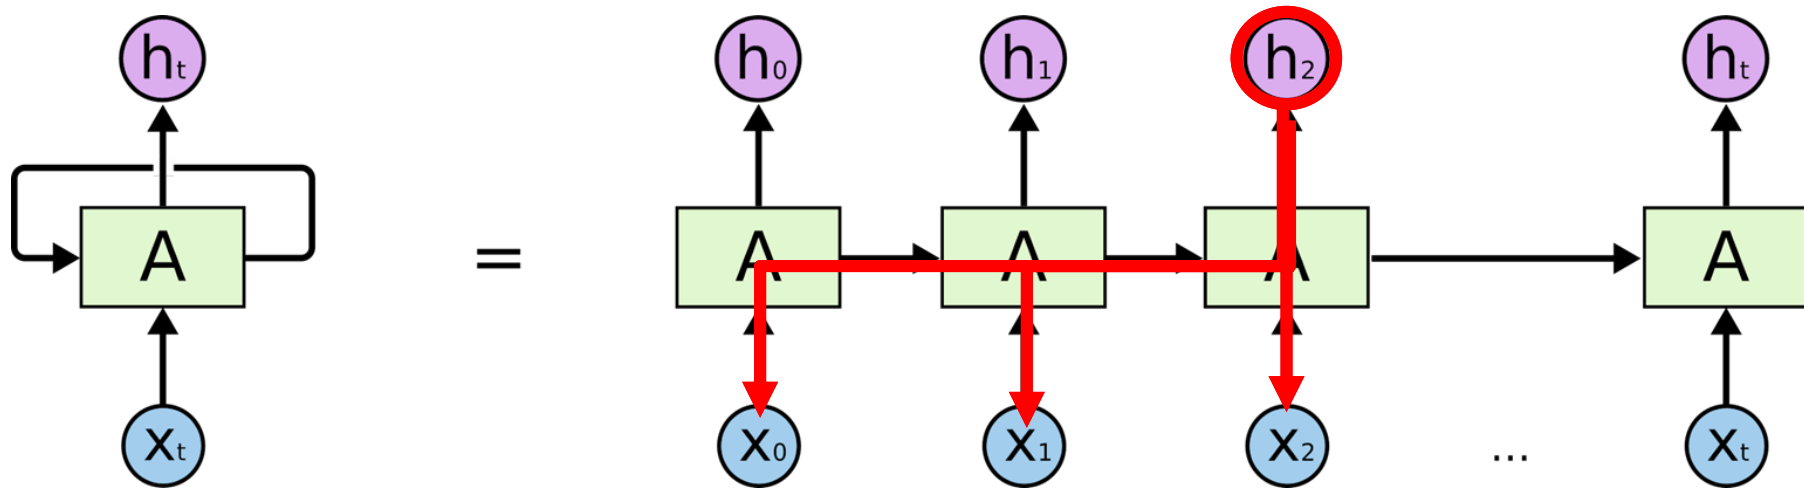 ht h0 h1 h2 ht
A = A A A A
xt x0 x1 x2 ... xt